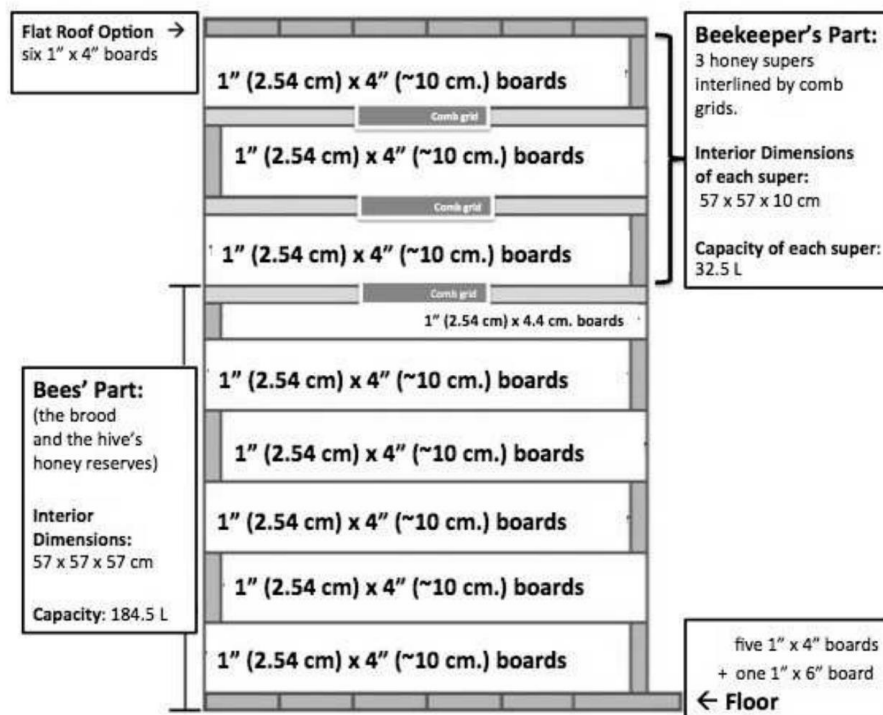 Flat Roof Option →
six 1” x 4” boards
Beekeeper’s Part:
3 honey supers
interlined by comb
grids.
Interior Dimensions
of each super:
57 x 57 x 10 cm
Capacity of each super:
32.5 L
1” (2.54 cm) x 4” (~10 cm.) boards
Comb grid
1” (2.54 cm) x 4” (~10 cm.) boards
Comb grid
1” (2.54 cm) x 4” (~10 cm.) boards
Comb grid
1” (2.54 cm) x 4.4 cm. boards
1” (2.54 cm) x 4” (~10 cm.) boards
1” (2.54 cm) x 4” (~10 cm.) boards
1” (2.54 cm) x 4” (~10 cm.) boards
1” (2.54 cm) x 4” (~10 cm.) boards
1” (2.54 cm) x 4” (~10 cm.) boards
Bees’ Part:
(the brood
and the hive’s
honey reserves)
Interior
Dimensions:
57 x 57 x 57 cm
Capacity: 184.5 L
five 1” x 4” boards
+ one 1” x 6” board
← Floor